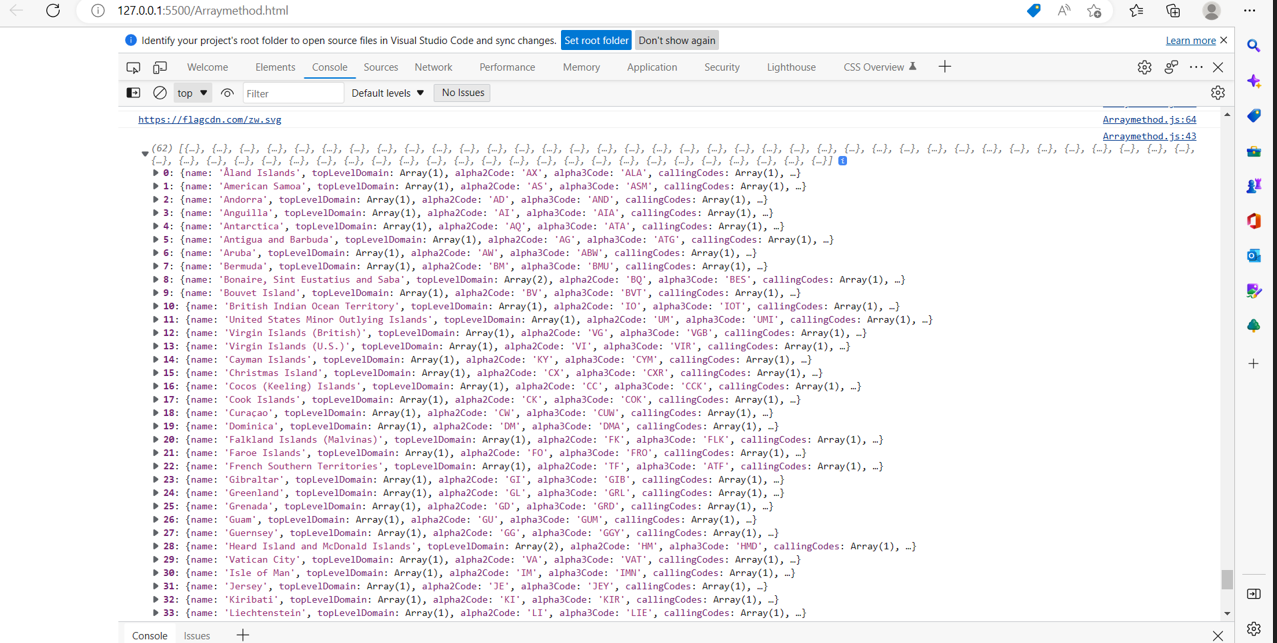 127.0.0.1:5500/Arraymethod.html
Identify your project's root folder to open source files in Visual Studio Code and sync changes. Set root folder Don't show again Learn more
Welcome Elements Console Sources Network Performance Memory Application Security Lighthouse CSS Overview
top Filter Default levels No Issues
https://flagcdn.com/zw.svg Arraymethod.js:64
Arraymethod.js:43
(62) [{…}, {…}, {…}, {…}, {…}, {…}, {…}, {…}, {…}, {…}, {…}, {…}, {…}, {…}, {…}, {…}, {…}, {…}, {…}, {…}, {…}, {…}, {…}, {…}, {…}, {…}, {…}, {…}, {…}, {…}, {…}, {…}, {…}, {…}, {…}, {…}, {…},
{…}, {…}, {…}, {…}, {…}, {…}, {…}, {…}, {…}, {…}, {…}, {…}, {…}, {…}, {…}, {…}, {…}, {…}, {…}, {…}, {…}, {…}, {…}, {…}, {…}]
0: {name: 'Åland Islands', topLevelDomain: Array(1), alpha2Code: 'AX', alpha3Code: 'ALA', callingCodes: Array(1), …}
1: {name: 'American Samoa', topLevelDomain: Array(1), alpha2Code: 'AS', alpha3Code: 'ASM', callingCodes: Array(1), …}
2: {name: 'Andorra', topLevelDomain: Array(1), alpha2Code: 'AD', alpha3Code: 'AND', callingCodes: Array(1), …}
3: {name: 'Anguilla', topLevelDomain: Array(1), alpha2Code: 'AI', alpha3Code: 'AIA', callingCodes: Array(1), …}
4: {name: 'Antarctica', topLevelDomain: Array(1), alpha2Code: 'AQ', alpha3Code: 'ATA', callingCodes: Array(1), …}
5: {name: 'Antigua and Barbuda', topLevelDomain: Array(1), alpha2Code: 'AG', alpha3Code: 'ATG', callingCodes: Array(1), …}
6: {name: 'Aruba', topLevelDomain: Array(1), alpha2Code: 'AW', alpha3Code: 'ABW', callingCodes: Array(1), …}
7: {name: 'Bermuda', topLevelDomain: Array(1), alpha2Code: 'BM', alpha3Code: 'BMU', callingCodes: Array(1), …}
8: {name: 'Bonaire, Sint Eustatius and Saba', topLevelDomain: Array(2), alpha2Code: 'BQ', alpha3Code: 'BES', callingCodes: Array(1), …}
9: {name: 'Bouvet Island', topLevelDomain: Array(1), alpha2Code: 'BV', alpha3Code: 'BVT', callingCodes: Array(1), …}
10: {name: 'British Indian Ocean Territory', topLevelDomain: Array(1), alpha2Code: 'IO', alpha3Code: 'IOT', callingCodes: Array(1), …}
11: {name: 'United States Minor Outlying Islands', topLevelDomain: Array(1), alpha2Code: 'UM', alpha3Code: 'UMI', callingCodes: Array(1), …}
12: {name: 'Virgin Islands (British)', topLevelDomain: Array(1), alpha2Code: 'VG', alpha3Code: 'VGB', callingCodes: Array(1), …}
13: {name: 'Virgin Islands (U.S.)', topLevelDomain: Array(1), alpha2Code: 'VI', alpha3Code: 'VIR', callingCodes: Array(1), …}
14: {name: 'Cayman Islands', topLevelDomain: Array(1), alpha2Code: 'KY', alpha3Code: 'CYM', callingCodes: Array(1), …}
15: {name: 'Christmas Island', topLevelDomain: Array(1), alpha2Code: 'CX', alpha3Code: 'CXR', callingCodes: Array(1), …}
16: {name: 'Cocos (Keeling) Islands', topLevelDomain: Array(1), alpha2Code: 'CC', alpha3Code: 'CCK', callingCodes: Array(1), …}
17: {name: 'Cook Islands', topLevelDomain: Array(1), alpha2Code: 'CK', alpha3Code: 'COK', callingCodes: Array(1), …}
18: {name: 'Curaçao', topLevelDomain: Array(1), alpha2Code: 'CW', alpha3Code: 'CUW', callingCodes: Array(1), …}
19: {name: 'Dominica', topLevelDomain: Array(1), alpha2Code: 'DM', alpha3Code: 'DMA', callingCodes: Array(1), …}
20: {name: 'Falkland Islands (Malvinas)', topLevelDomain: Array(1), alpha2Code: 'FK', alpha3Code: 'FLK', callingCodes: Array(1), …}
21: {name: 'Faroe Islands', topLevelDomain: Array(1), alpha2Code: 'FO', alpha3Code: 'FRO', callingCodes: Array(1), …}
22: {name: 'French Southern Territories', topLevelDomain: Array(1), alpha2Code: 'TF', alpha3Code: 'ATF', callingCodes: Array(1), …}
23: {name: 'Gibraltar', topLevelDomain: Array(1), alpha2Code: 'GI', alpha3Code: 'GIB', callingCodes: Array(1), …}
24: {name: 'Greenland', topLevelDomain: Array(1), alpha2Code: 'GL', alpha3Code: 'GRL', callingCodes: Array(1), …}
25: {name: 'Grenada', topLevelDomain: Array(1), alpha2Code: 'GD', alpha3Code: 'GRD', callingCodes: Array(1), …}
26: {name: 'Guam', topLevelDomain: Array(1), alpha2Code: 'GU', alpha3Code: 'GUM', callingCodes: Array(1), …}
27: {name: 'Guernsey', topLevelDomain: Array(1), alpha2Code: 'GG', alpha3Code: 'GGY', callingCodes: Array(1), …}
28: {name: 'Heard Island and McDonald Islands', topLevelDomain: Array(2), alpha2Code: 'HM', alpha3Code: 'HMD', callingCodes: Array(1), …}
29: {name: 'Vatican City', topLevelDomain: Array(1), alpha2Code: 'VA', alpha3Code: 'VAT', callingCodes: Array(1), …}
30: {name: 'Isle of Man', topLevelDomain: Array(1), alpha2Code: 'IM', alpha3Code: 'IMN', callingCodes: Array(1), …}
31: {name: 'Jersey', topLevelDomain: Array(1), alpha2Code: 'JE', alpha3Code: 'JEY', callingCodes: Array(1), …}
32: {name: 'Kiribati', topLevelDomain: Array(1), alpha2Code: 'KI', alpha3Code: 'KIR', callingCodes: Array(1), …}
33: {name: 'Liechtenstein', topLevelDomain: Array(1), alpha2Code: 'LI', alpha3Code: 'LIE', callingCodes: Array(1), …}
Console Issues